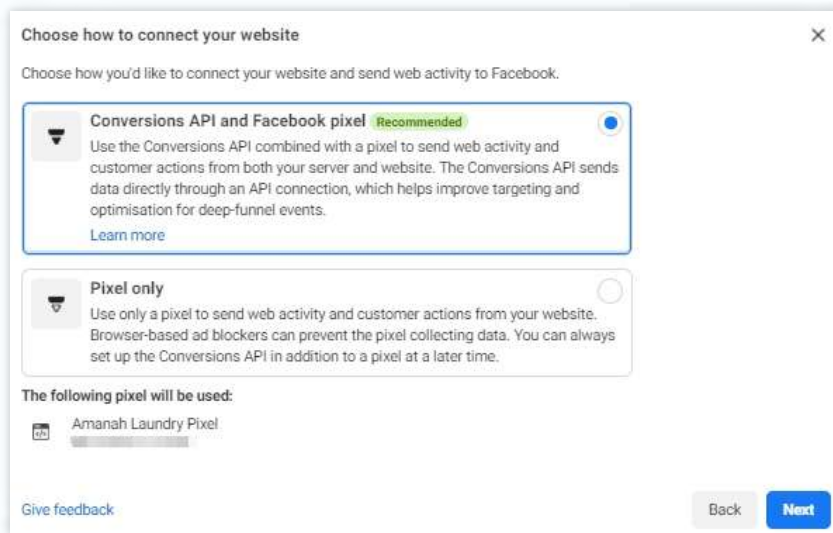 Choose how to connect your website
Choose how you'd like to connect your website and send web activity to Facebook.
Conversions API and Facebook pixel Recommended
Use the Conversions API combined with a pixel to send web activity and
customer actions from both your server and website. The Conversions API sends
data directly through an API connection, which helps improve targeting and
optimisation for deep-funnel events.
Learn more
Pixel only
Use only a pixel to send web activity and customer actions from your website.
Browser-based ad blockers can prevent the pixel collecting data. You can always
set up the Conversions API in addition to a pixel at a later time.
The following pixel will be used:
Amanah Laundry Pixel
Give feedback
Back
Next